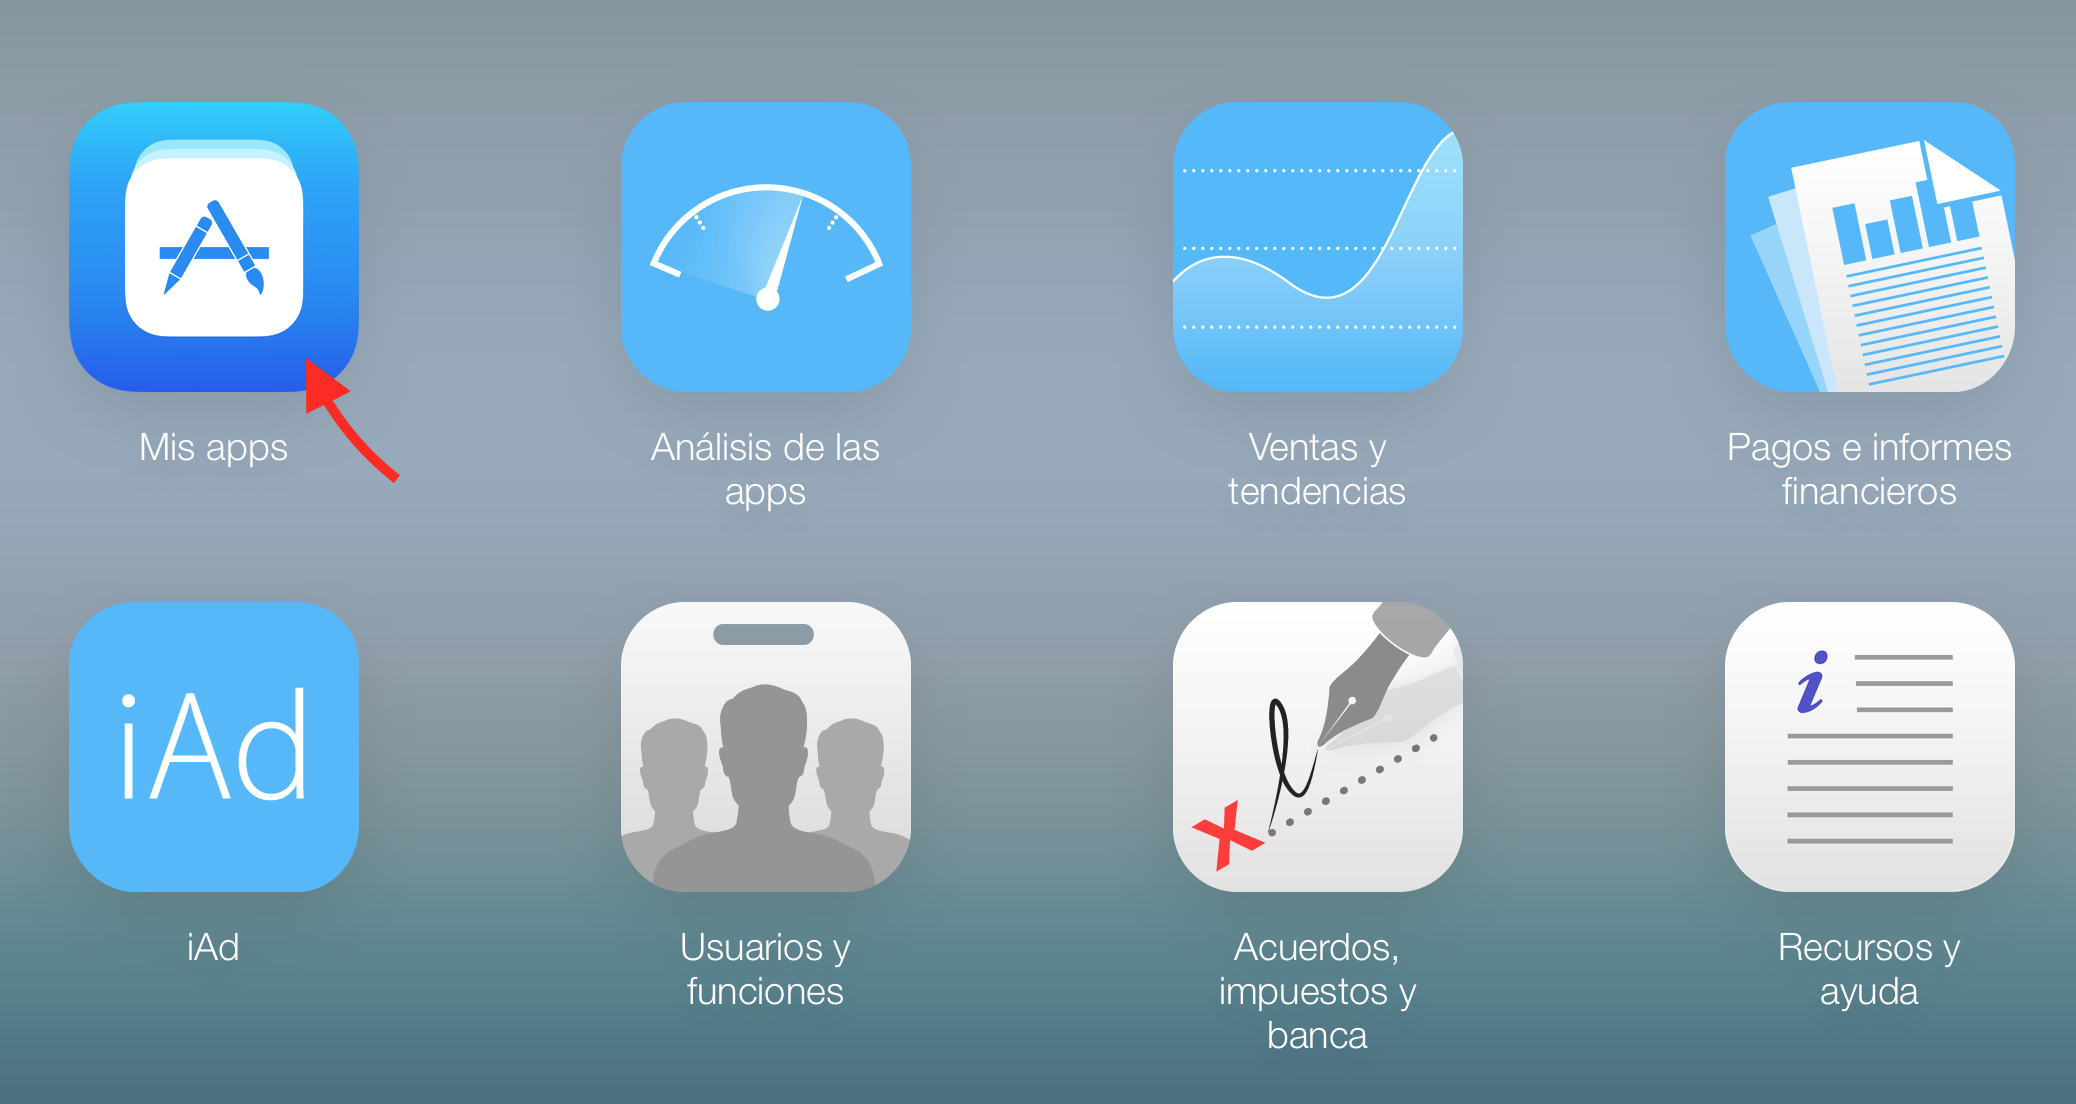 Mis apps
Análisis de las
apps
Ventas y
tendencias
Pagos e informes
financieros
iAd
iAd
Usuarios y
funciones
Acuerdos,
impuestos y
banca
i
Recursos y
ayuda